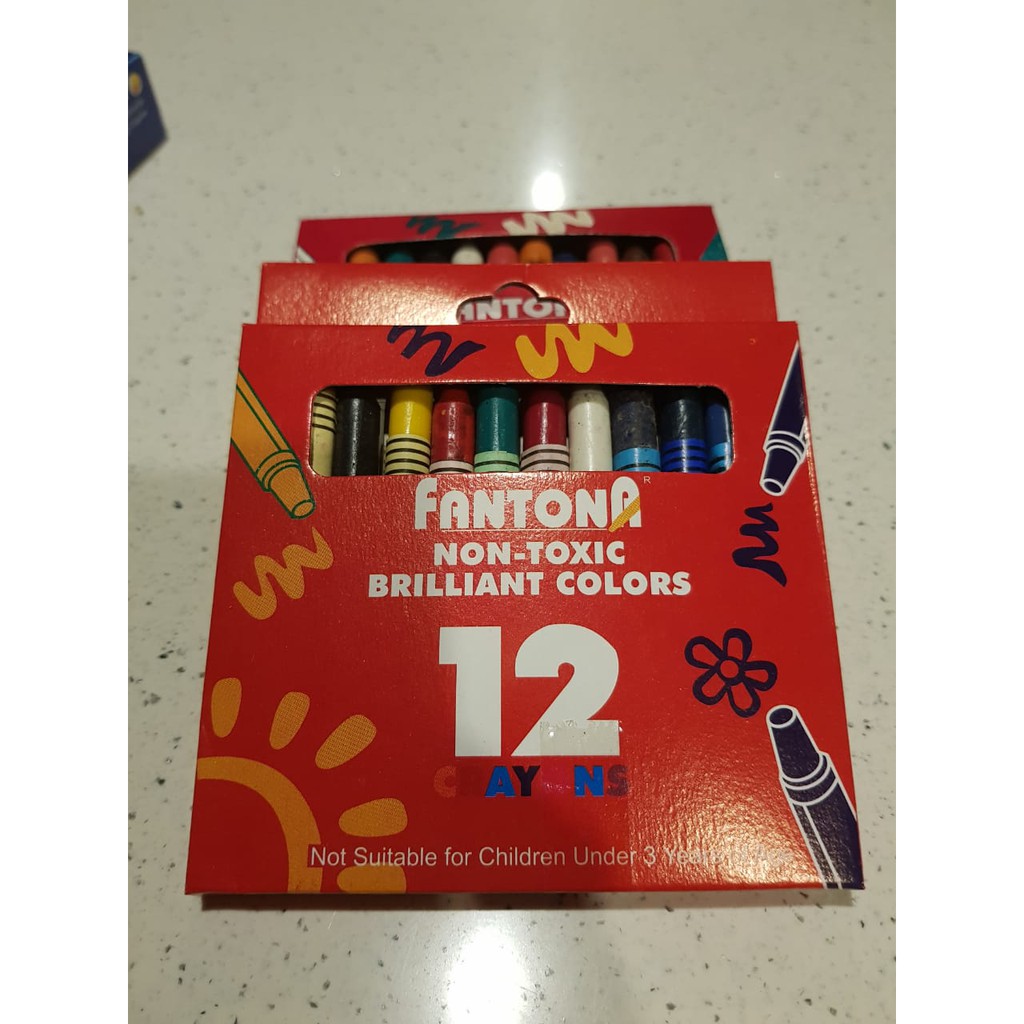 FANTONA
R
NON-TOXIC
BRILLIANT COLORS
12
CRAYONS
Not Suitable for Children Under 3 Years